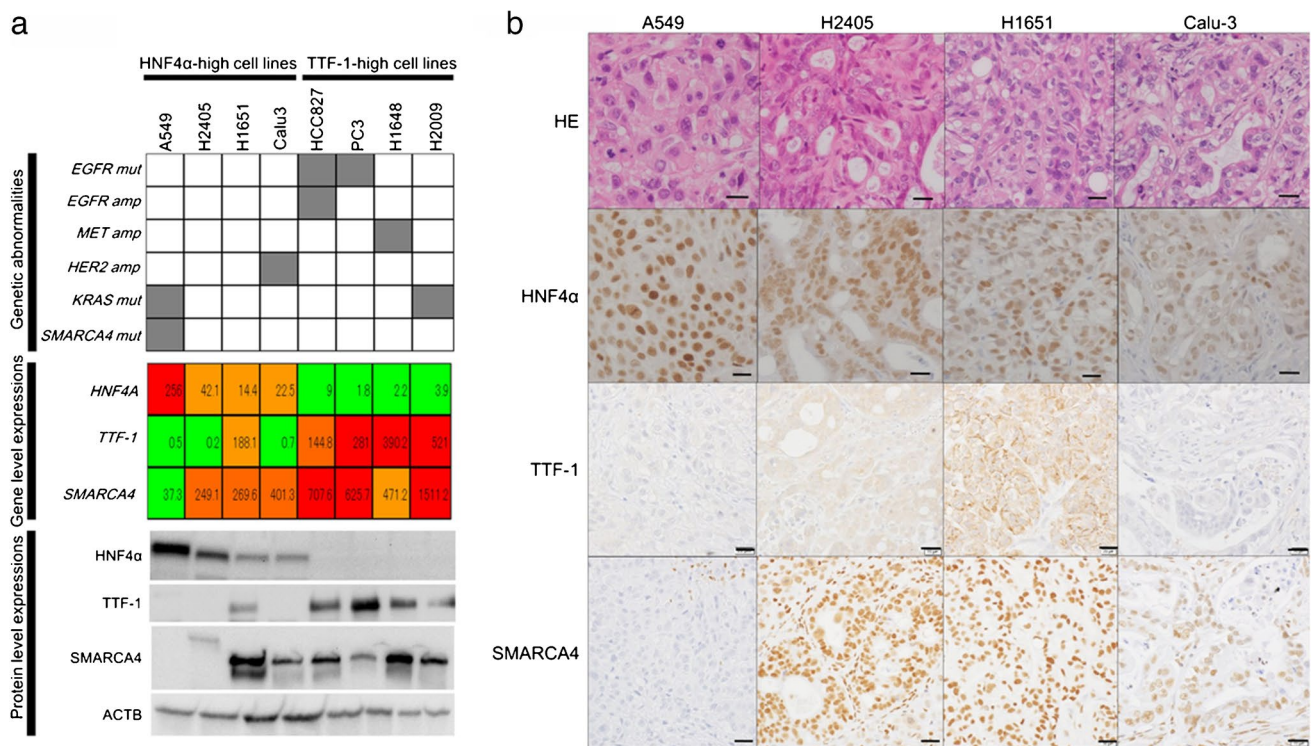 a
HNF4α-high cell lines TTF-1-high cell lines
A549 H2405 H1651 Calu3 HCC827 PC3 H1648 H2009
Genetic abnormalities
EGFR mut
EGFR amp
MET amp
HER2 amp
KRAS mut
SMARCA4 mut
Gene level expressions
HNF4A 256 42.1 14.4 22.5 9 1.8 2.2 3.9
TTF-1 0.5 0.2 188.1 0.7 144.8 281 390.2 521
SMARCA4 37.3 249.1 269.6 401.3 707.6 625.7 471.2 1511.2
Protein level expressions
HNF4α
TTF-1
SMARCA4
ACTB
b
A549 H2405 H1651 Calu-3
HE
HNF4α
TTF-1
SMARCA4